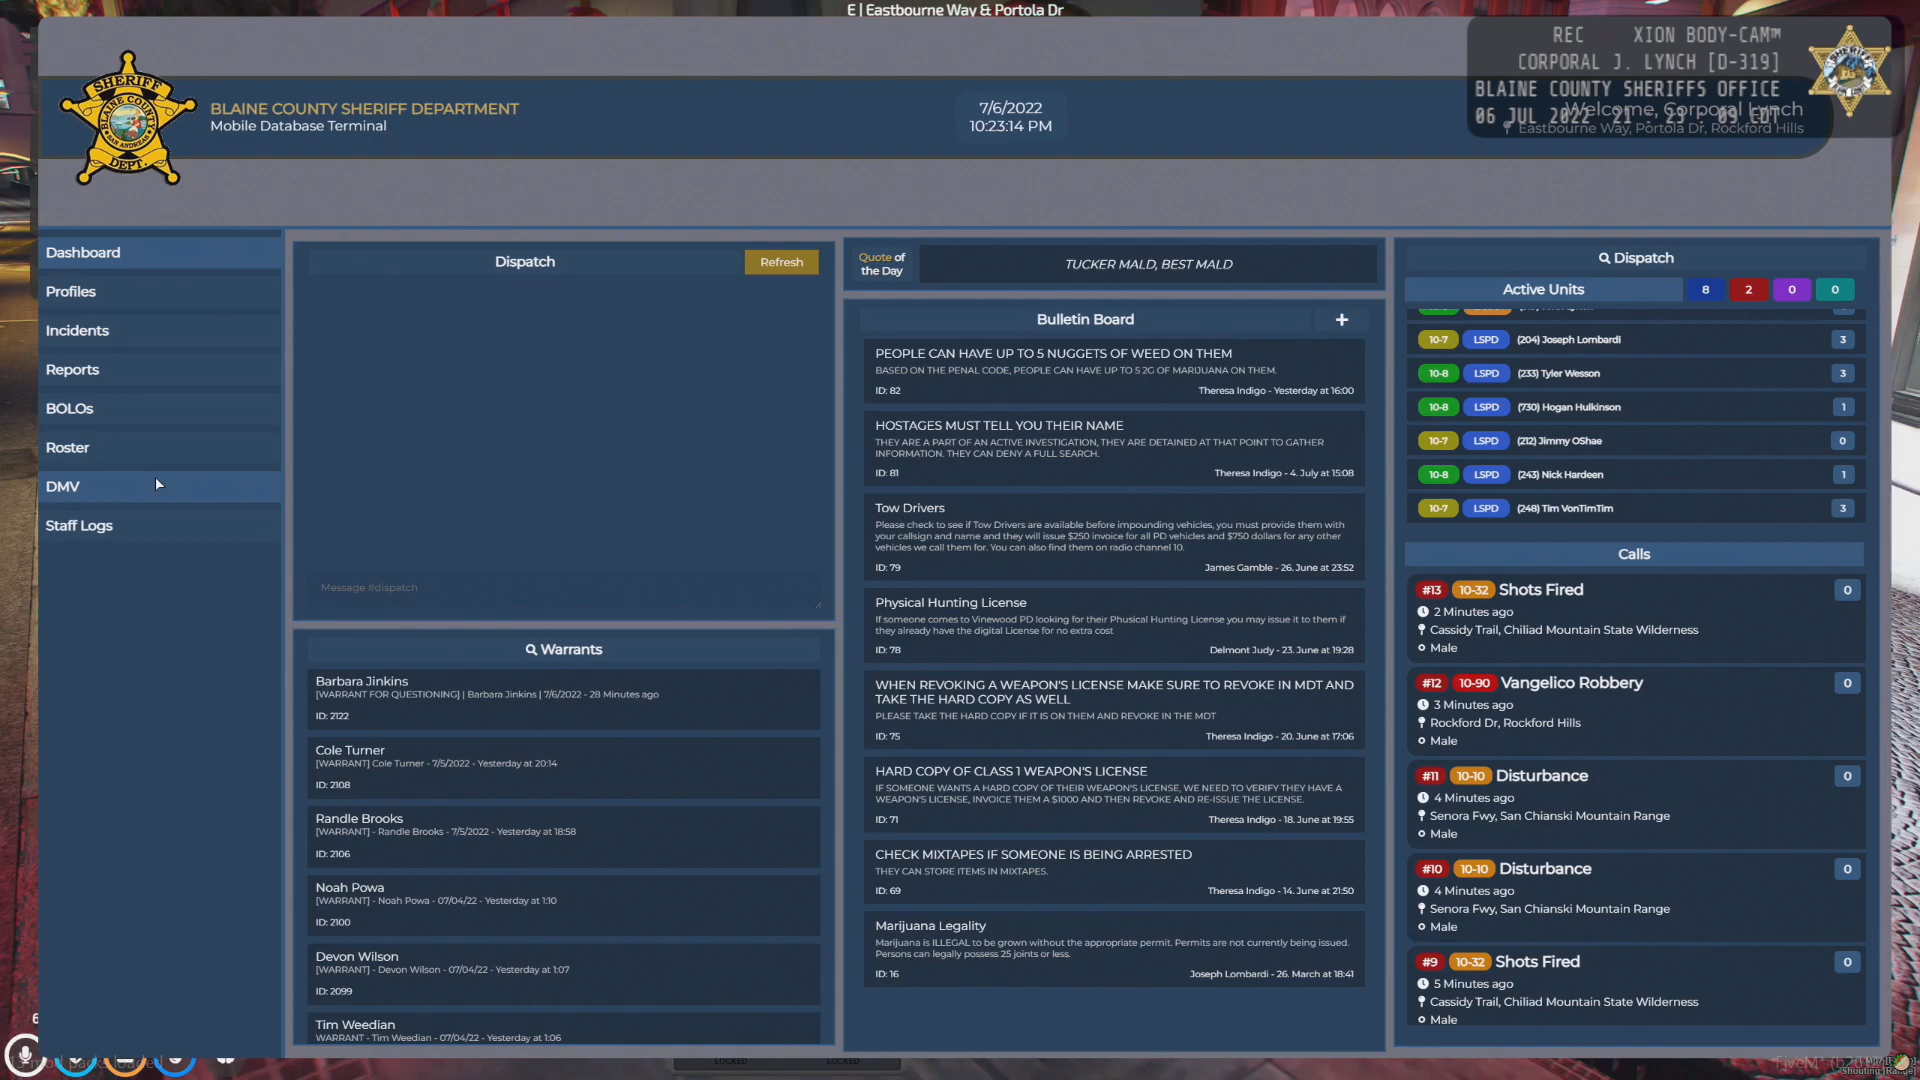 E | Eastbourne Way & Portola Dr
SHERIFF
BLAINE COUNTY
SAN ANDREAS
DEPT.
BLAINE COUNTY SHERIFF DEPARTMENT
Mobile Database Terminal
7/6/2022
10:23:14 PM
REC XION BODY-CAM™
CORPORAL J. LYNCH [D-319]
BLAINE COUNTY SHERIFFS OFFICE
06 JUL 2022 21 : 23 : 09 CDT
Welcome, Corporal Lynch
Eastbourne Way, Portola Dr, Rockford Hills
SHERIFF
Dashboard
Profiles
Incidents
Reports
BOLOs
Roster
DMV
Staff Logs
Dispatch
Refresh
Message #dispatch
Warrants
Barbara Jinkins
[WARRANT FOR QUESTIONING] | Barbara Jinkins | 7/6/2022 - 28 Minutes ago
ID: 2122
Cole Turner
[WARRANT] Cole Turner - 7/5/2022 - Yesterday at 20:14
ID: 2108
Randle Brooks
[WARRANT] - Randle Brooks - 7/5/2022 - Yesterday at 18:58
ID: 2106
Noah Powa
[WARRANT] - Noah Powa - 07/04/22 - Yesterday at 1:10
ID: 2100
Devon Wilson
[WARRANT] - Devon Wilson - 07/04/22 - Yesterday at 1:07
ID: 2099
Tim Weedian
WARRANT - Tim Weedian - 07/04/22 - Yesterday at 1:06
Quote of
the Day
TUCKER MALD, BEST MALD
Bulletin Board
+
PEOPLE CAN HAVE UP TO 5 NUGGETS OF WEED ON THEM
BASED ON THE PENAL CODE, PEOPLE CAN HAVE UP TO 5 2G OF MARIJUANA ON THEM.
ID: 82
Theresa Indigo - Yesterday at 16:00
HOSTAGES MUST TELL YOU THEIR NAME
THEY ARE A PART OF AN ACTIVE INVESTIGATION, THEY ARE DETAINED AT THAT POINT TO GATHER
INFORMATION. THEY CAN DENY A FULL SEARCH.
ID: 81
Theresa Indigo - 4. July at 15:08
Tow Drivers
Please check to see if Tow Drivers are available before impounding vehicles, you must provide them with
your callsign and name and they will issue $250 invoice for all PD vehicles and $750 dollars for any other
vehicles we call them for. You can also find them on radio channel 10.
ID: 79
James Gamble - 26. June at 23:52
Physical Hunting License
If someone comes to Vinewood PD looking for their Phusical Hunting License you may issue it to them if
they already have the digital License for no extra cost
ID: 78
Delmont Judy - 23. June at 19:28
WHEN REVOKING A WEAPON'S LICENSE MAKE SURE TO REVOKE IN MDT AND
TAKE THE HARD COPY AS WELL
PLEASE TAKE THE HARD COPY IF IT IS ON THEM AND REVOKE IN THE MDT
ID: 75
Theresa Indigo - 20. June at 17:06
HARD COPY OF CLASS 1 WEAPON'S LICENSE
IF SOMEONE WANTS A HARD COPY OF THEIR WEAPON'S LICENSE, WE NEED TO VERIFY THEY HAVE A
WEAPON'S LICENSE, INVOICE THEM A $1000 AND THEN REVOKE AND RE-ISSUE THE LICENSE.
ID: 71
Theresa Indigo - 18. June at 19:55
CHECK MIXTAPES IF SOMEONE IS BEING ARRESTED
THEY CAN STORE ITEMS IN MIXTAPES.
ID: 69
Theresa Indigo - 14. June at 21:50
Marijuana Legality
Marijuana is ILLEGAL to be grown without the appropriate permit. Permits are not currently being issued.
Persons can legally possess 25 joints or less.
ID: 16
Joseph Lombardi - 26. March at 18:41
Dispatch
Active Units 8 2 0 0
10-7 LSPD (204) Joseph Lombardi 3
10-8 LSPD (233) Tyler Wesson 3
10-8 LSPD (730) Hogan Hulkinson 1
10-7 LSPD (212) Jimmy OShae 0
10-8 LSPD (243) Nick Hardeen 1
10-7 LSPD (248) Tim VonTimTim 3
Calls
#13 10-32 Shots Fired 0
2 Minutes ago
Cassidy Trail, Chiliad Mountain State Wilderness
Male
#12 10-90 Vangelico Robbery 0
3 Minutes ago
Rockford Dr, Rockford Hills
Male
#11 10-10 Disturbance 0
4 Minutes ago
Senora Fwy, San Chianski Mountain Range
Male
#10 10-10 Disturbance 0
4 Minutes ago
Senora Fwy, San Chianski Mountain Range
Male
#9 10-32 Shots Fired 0
5 Minutes ago
Cassidy Trail, Chiliad Mountain State Wilderness
Male
LOCKED LOCKED
Shouting [Range]